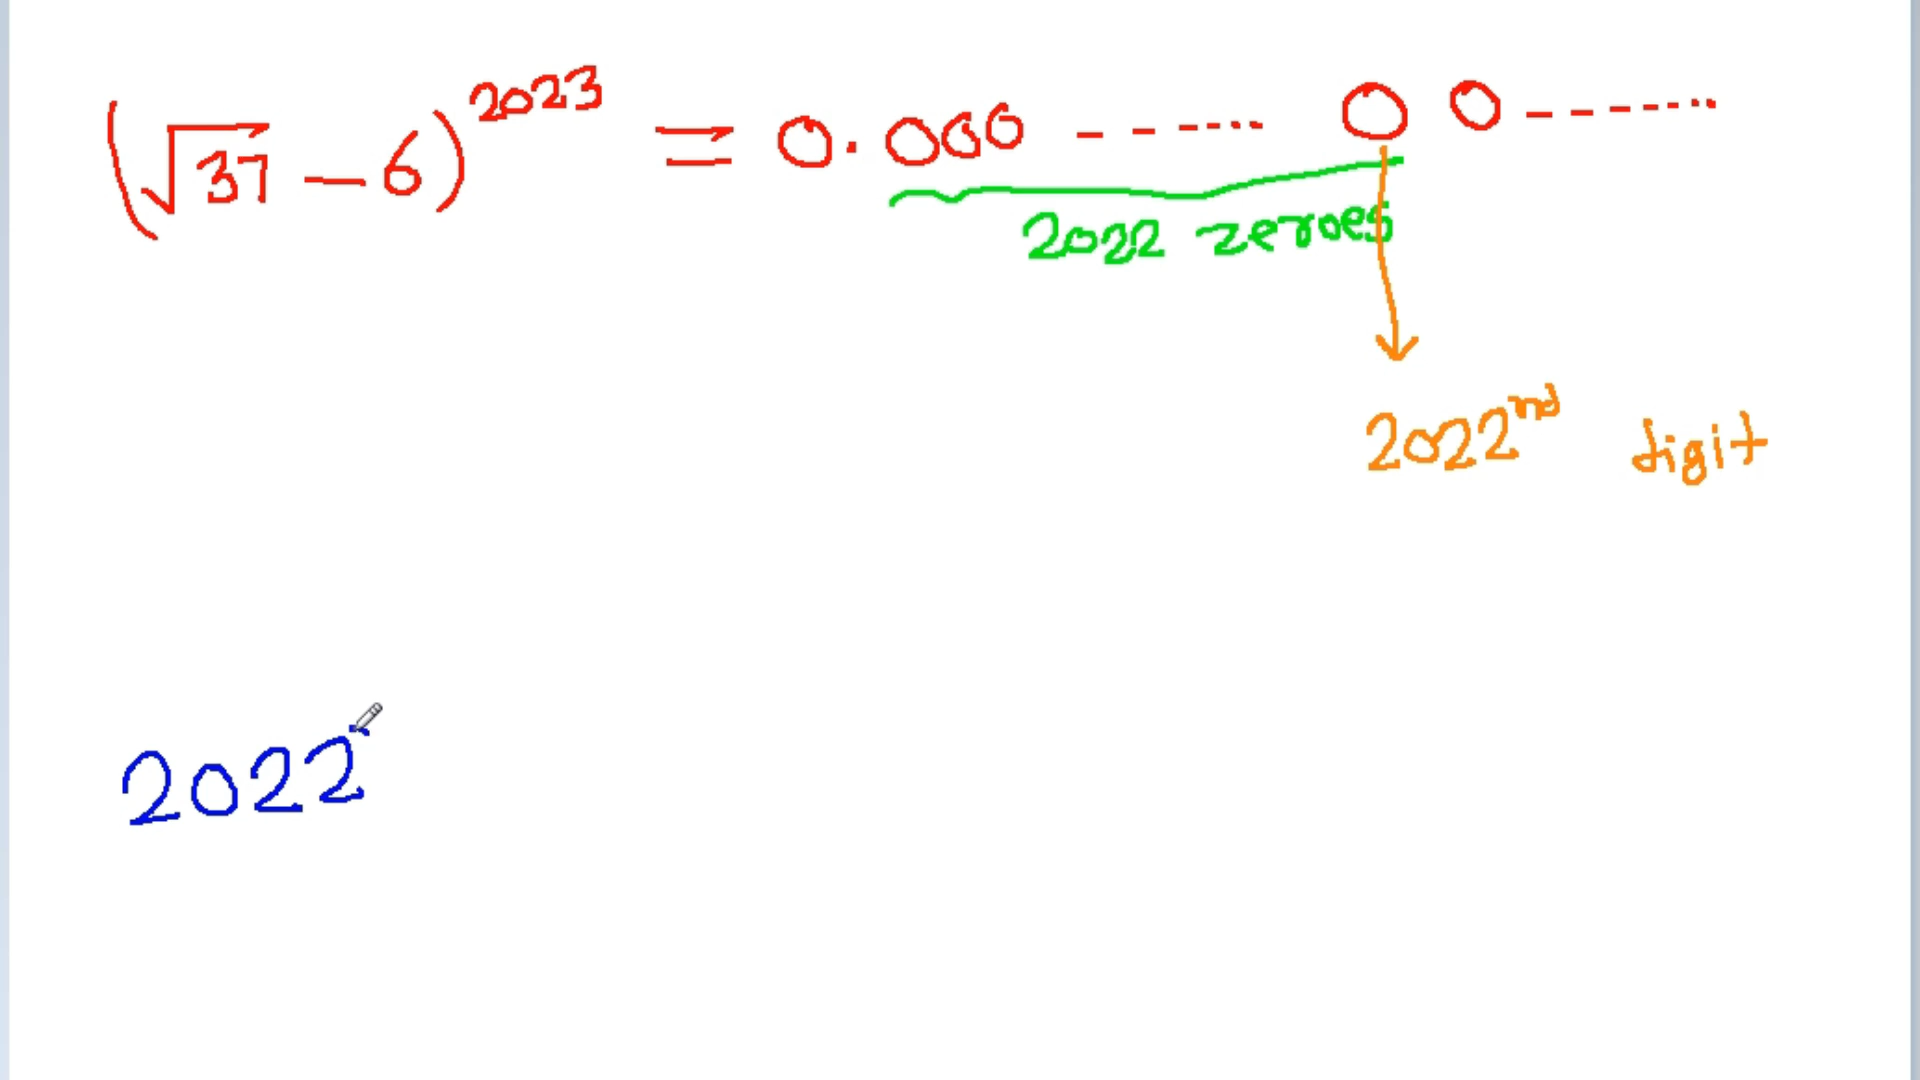 (√37 - 6)^2023 = 0.000 ------- 0 0 -------
2022 zeroes
2022nd digit
2022